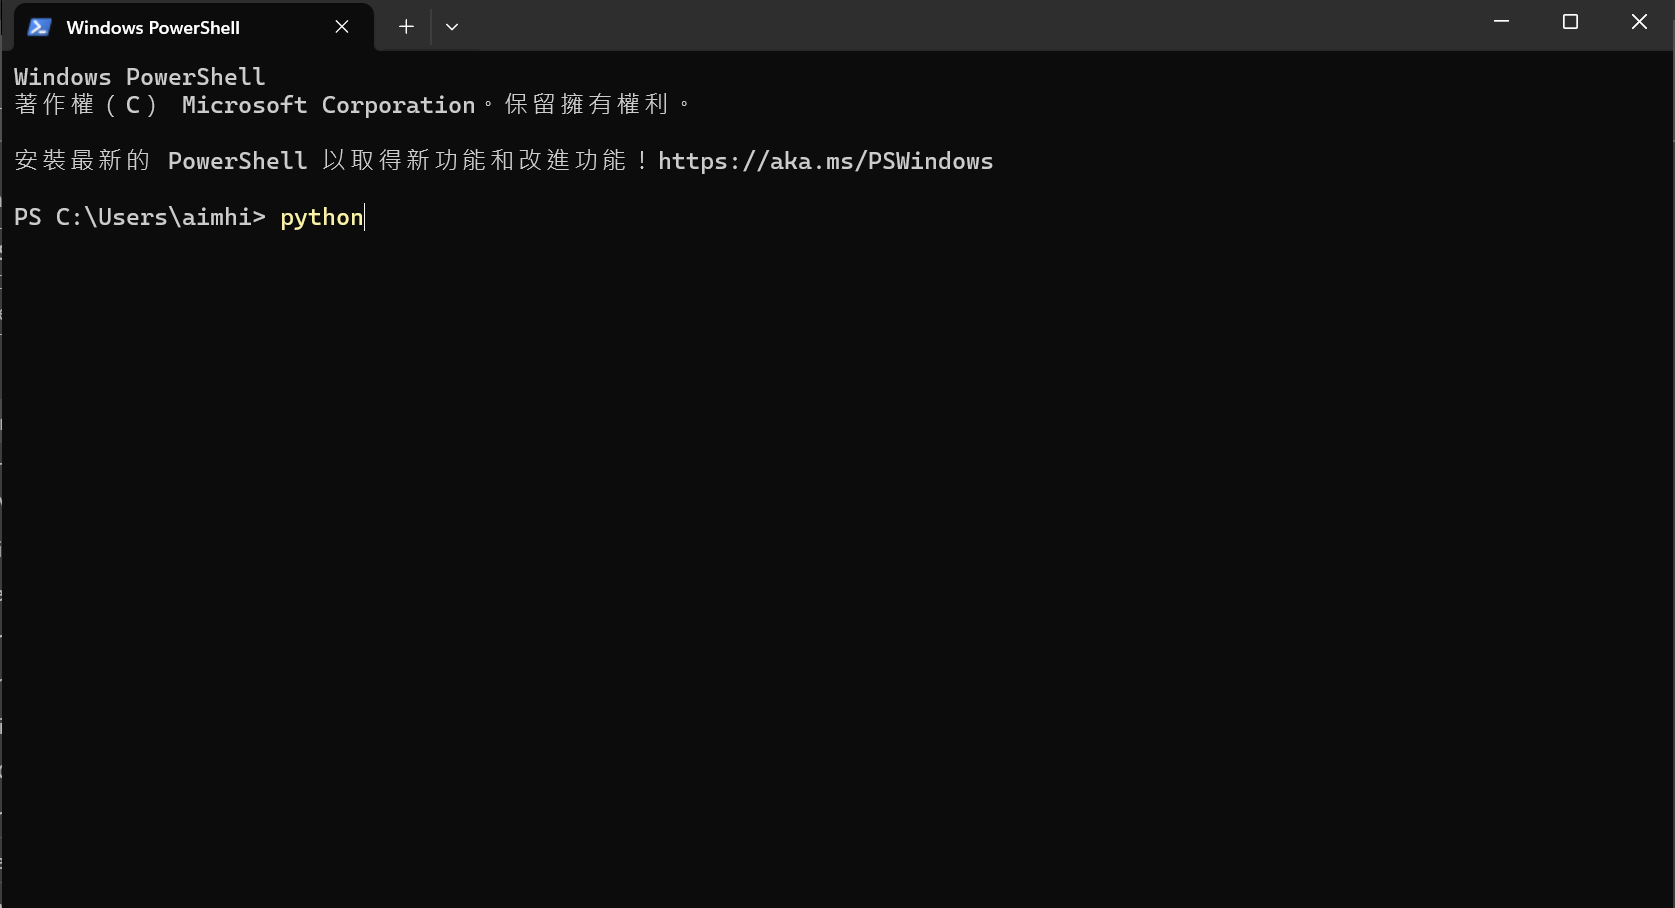 Windows PowerShell
Windows PowerShell
著作權（C） Microsoft Corporation。保留擁有權利。
安裝最新的 PowerShell 以取得新功能和改進功能！https://aka.ms/PSWindows
PS C:\Users\aimhi> python